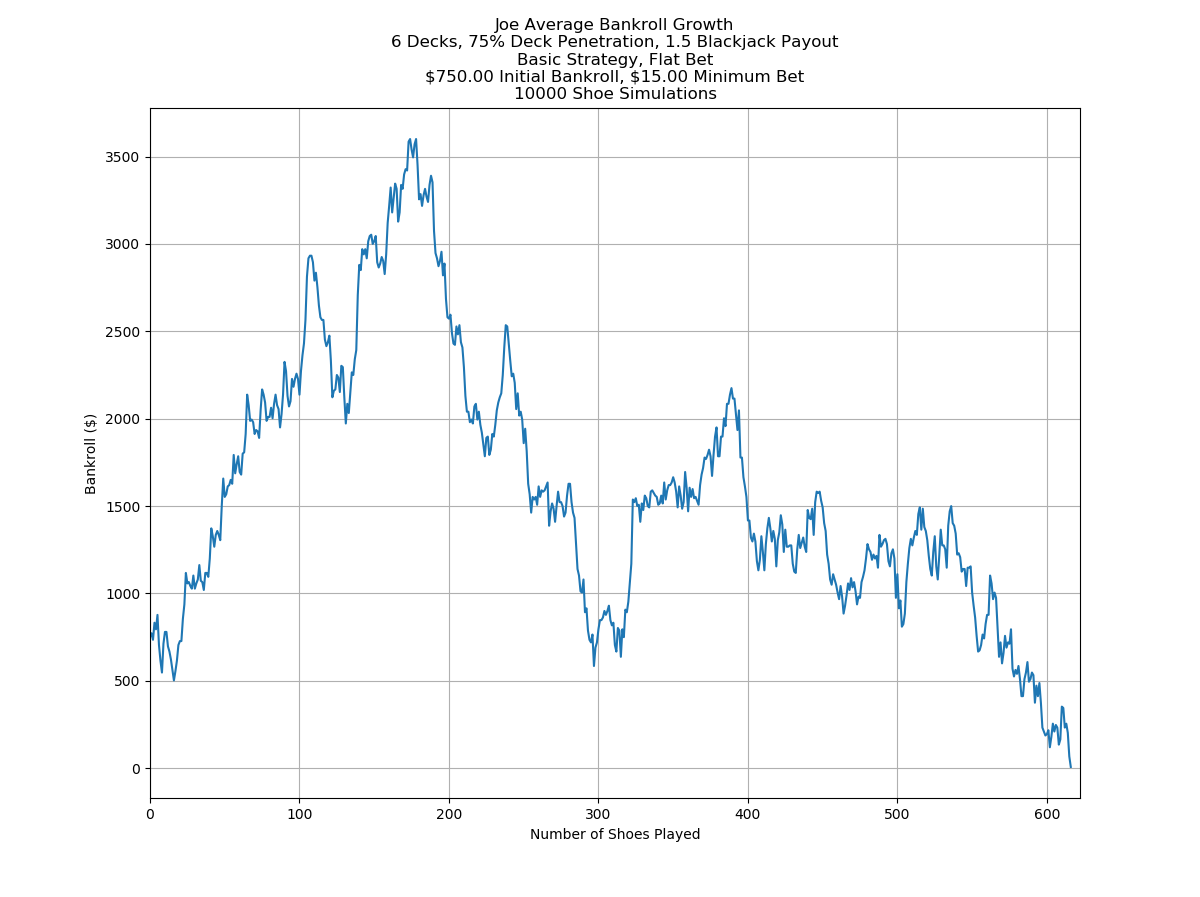 Joe Average Bankroll Growth
6 Decks, 75% Deck Penetration, 1.5 Blackjack Payout
Basic Strategy, Flat Bet
$750.00 Initial Bankroll, $15.00 Minimum Bet
10000 Shoe Simulations
Bankroll ($)
3500
3000
2500
2000
1500
1000
500
0
0 100 200 300 400 500 600
Number of Shoes Played